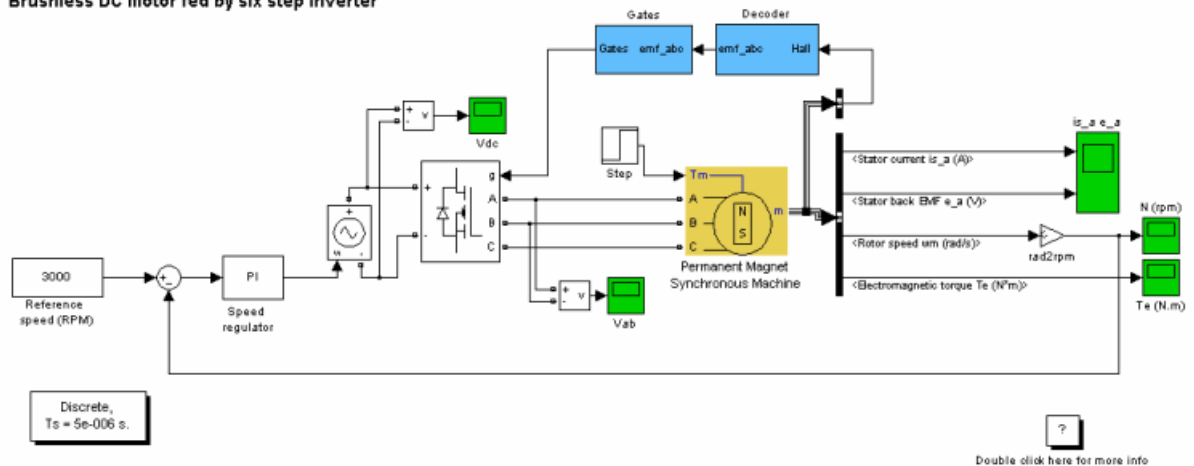 Brushless DC motor fed by six step inverter
Gates
Decoder
Gates emf_abc
emf_abc Hall
+
-
v
Vdc
Step
is_a e_a
<Stator current is_a (A)>
<Stator back EMF e_a (V)>
<Rotor speed wm (rad/s)>
<Electromagnetic torque Te (N*m)>
rad2rpm
N (rpm)
Te (N.m)
g
+
-
A
B
C
Tm
A
B
C
N
S
m
Permanent Magnet
Synchronous Machine
+
-
s
3000
Reference
speed (RPM)
+
-
PI
Speed
regulator
+
-
v
Vab
Discrete,
Ts = 5e-006 s.
?
Double click here for more info